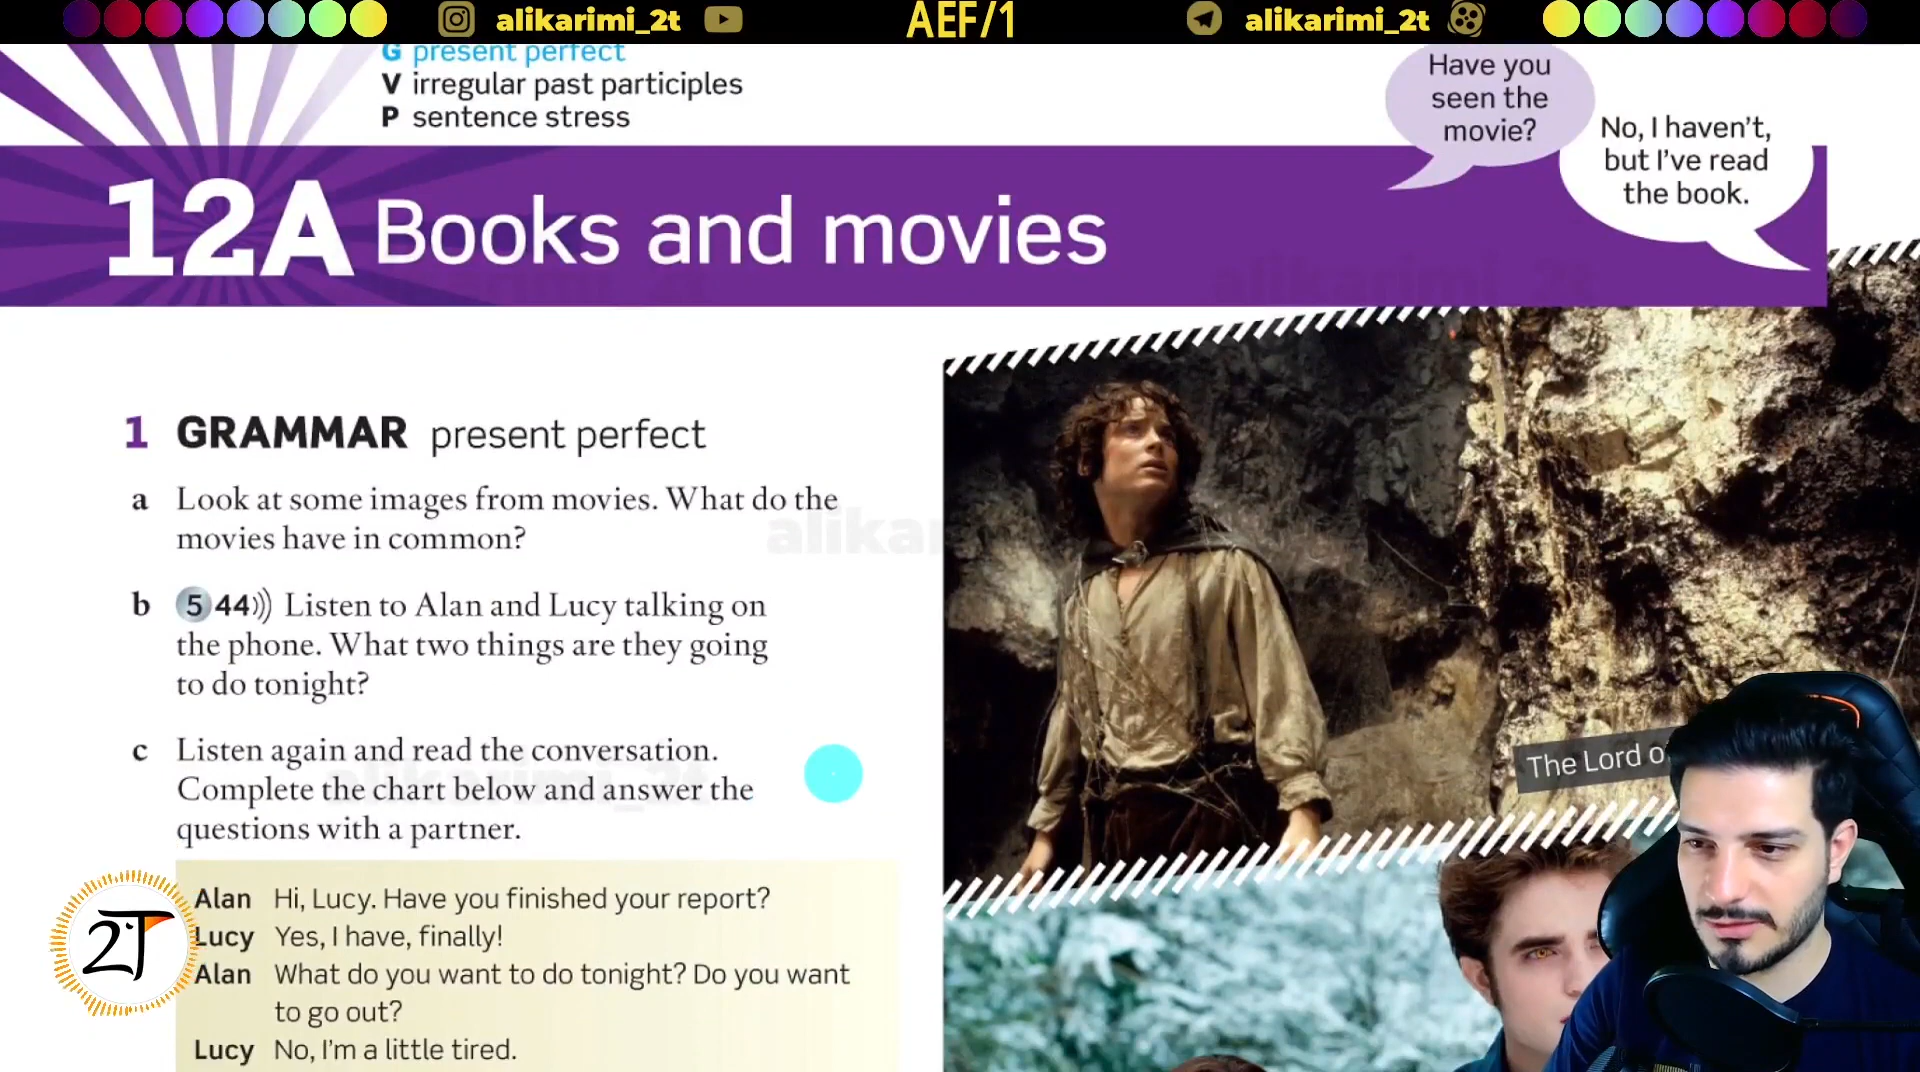 alikarimi_2t
AEF/1
alikarimi_2t
G present perfect
V irregular past participles
P sentence stress
Have you
seen the
movie?
No, I haven't,
but I've read
the book.
12A Books and movies
1 GRAMMAR present perfect
a Look at some images from movies. What do the
movies have in common?
b 5 44 Listen to Alan and Lucy talking on
the phone. What two things are they going
to do tonight?
c Listen again and read the conversation.
Complete the chart below and answer the
questions with a partner.
Alan Hi, Lucy. Have you finished your report?
Lucy Yes, I have, finally!
Alan What do you want to do tonight? Do you want
to go out?
Lucy No, I'm a little tired.
The Lord o
2T